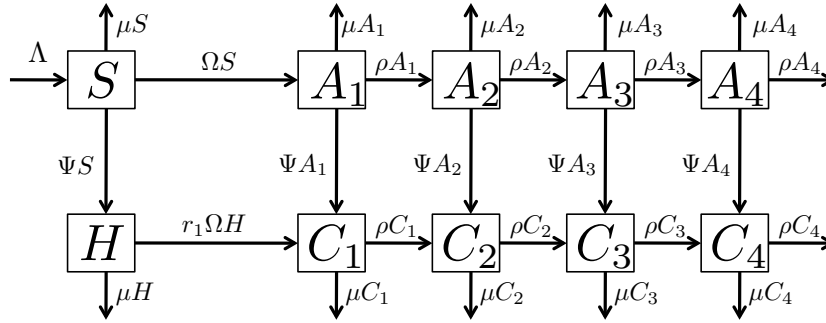 μS μA₁ μA₂ μA₃ μA₄
Λ S ΩS A₁ ρA₁ A₂ ρA₂ A₃ ρA₃ A₄ ρA₄
ΨS ΨA₁ ΨA₂ ΨA₃ ΨA₄
H r₁ΩH C₁ ρC₁ C₂ ρC₂ C₃ ρC₃ C₄ ρC₄
μH μC₁ μC₂ μC₃ μC₄